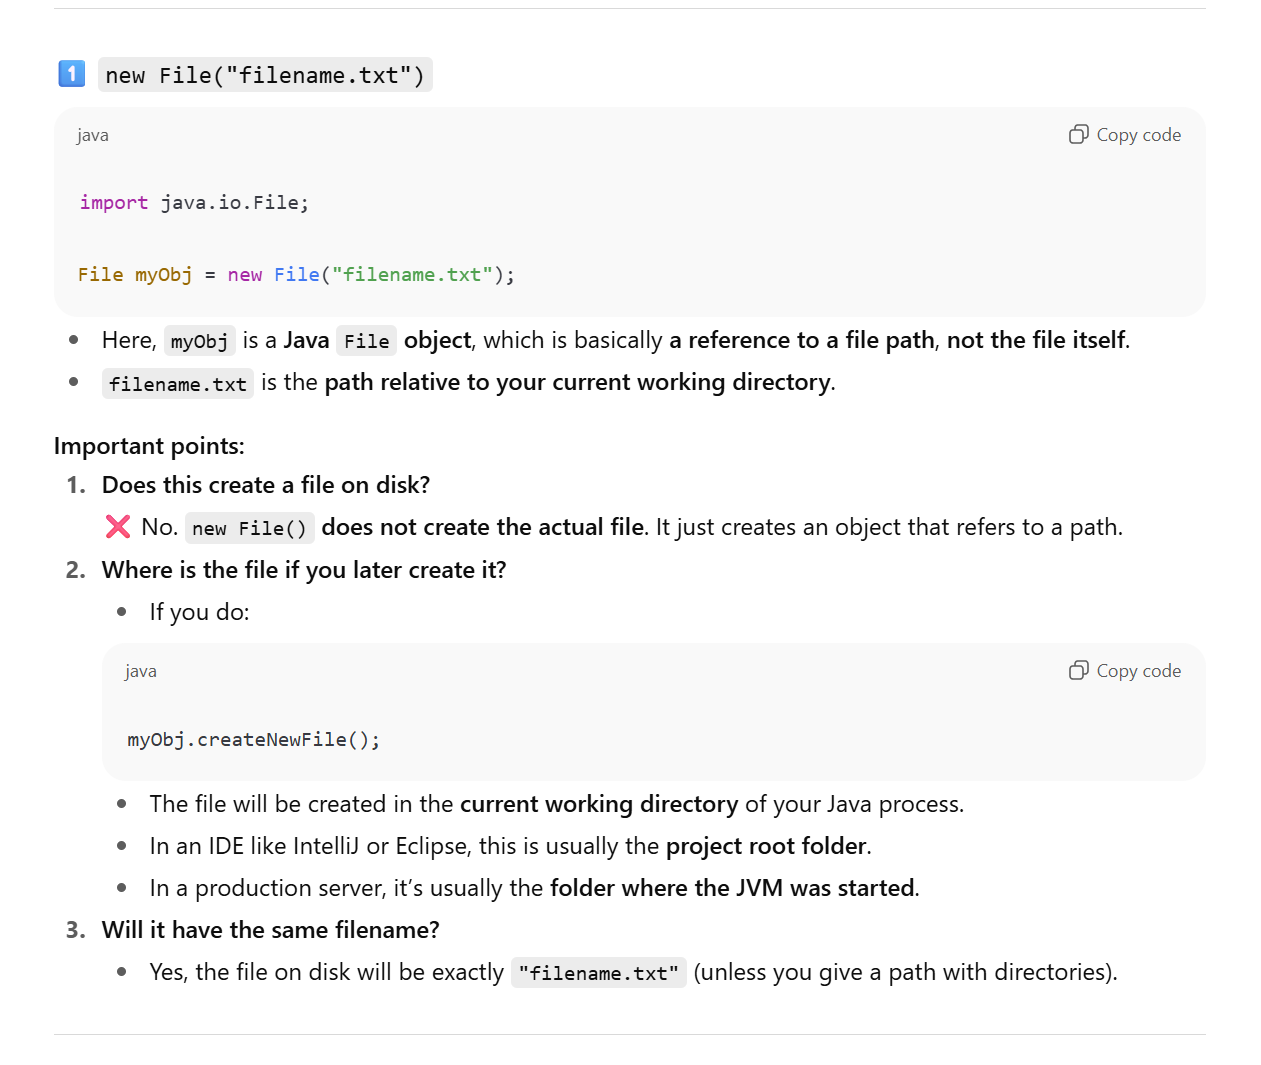 1 new File("filename.txt")
java
Copy code
import java.io.File;
File myObj = new File("filename.txt");
Here, myObj is a Java File object, which is basically a reference to a file path, not the file itself.
filename.txt is the path relative to your current working directory.
Important points:
1. Does this create a file on disk?
❌ No. new File() does not create the actual file. It just creates an object that refers to a path.
2. Where is the file if you later create it?
If you do:
java
Copy code
myObj.createNewFile();
The file will be created in the current working directory of your Java process.
In an IDE like IntelliJ or Eclipse, this is usually the project root folder.
In a production server, it’s usually the folder where the JVM was started.
3. Will it have the same filename?
Yes, the file on disk will be exactly "filename.txt" (unless you give a path with directories).